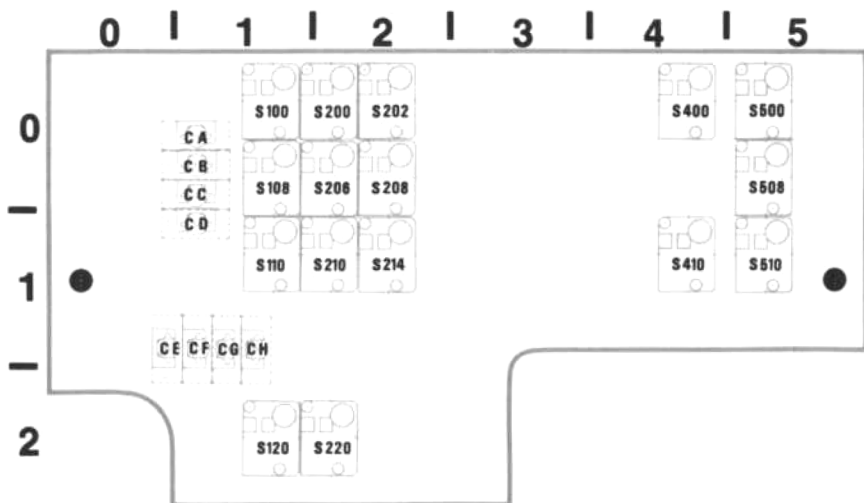 0 1 2 3 4 5
0
S100 S200 S202 S400 S500
CA
CB
S108 S206 S208 S508
CC
CD
S110 S210 S214 S410 S510
1
CE CF CG CH
2
S120 S220